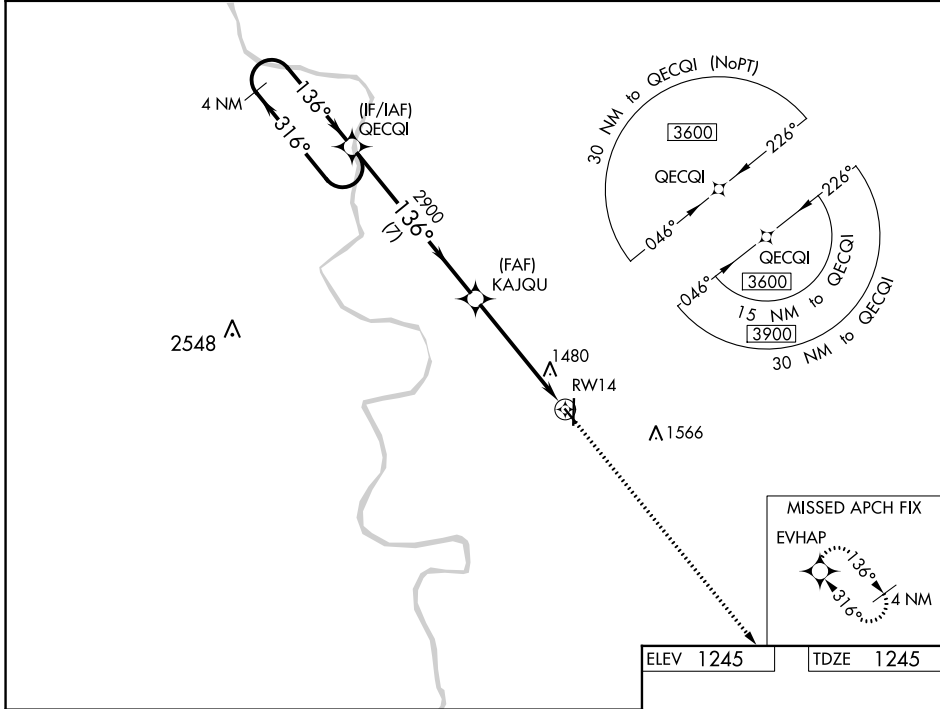 4 NM
136°
316°
(IF/IAF)
QECQI
2900
136°
(7)
(FAF)
KAJQU
2548
1480
RW14
1566
30 NM to QECQI (NoPT)
3600
226°
QECQI
046°
226°
QECQI
046°
3600
15 NM to QECQI
3900
30 NM to QECQI
MISSED APCH FIX
EVHAP
136°
316°
4 NM
ELEV 1245
TDZE 1245